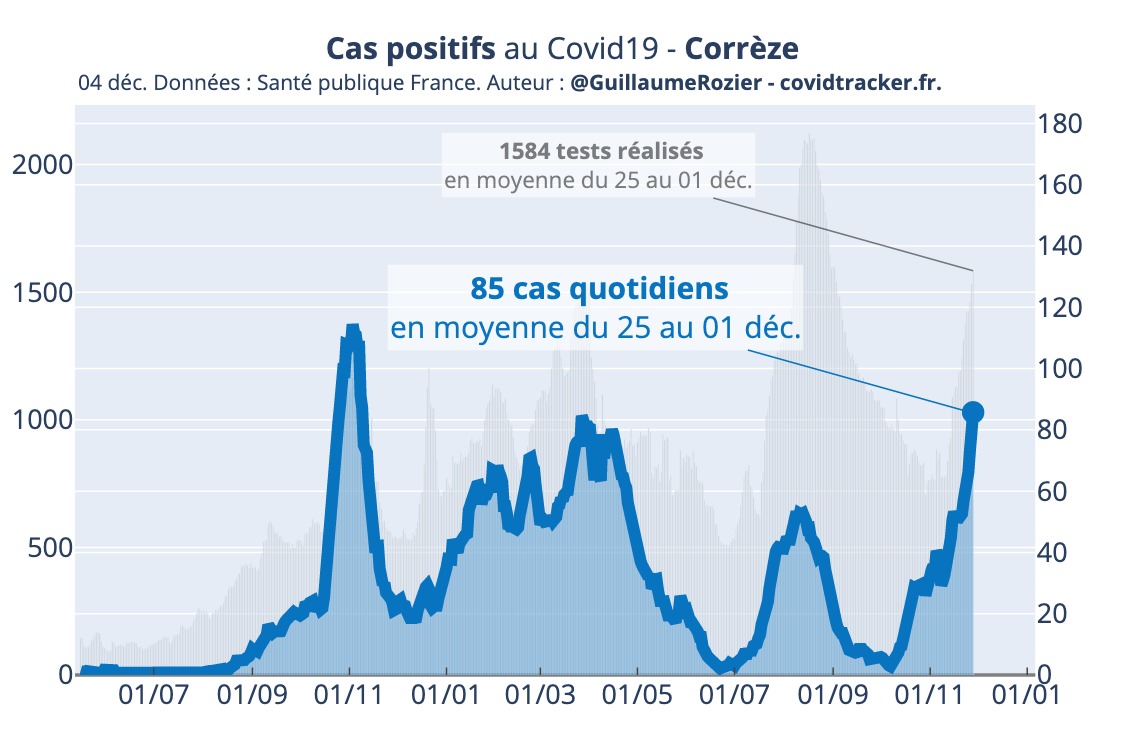 Cas positifs au Covid19 - Corrèze
04 déc. Données : Santé publique France. Auteur : @GuillaumeRozier - covidtracker.fr.
180
2000
1584 tests réalisés
en moyenne du 25 au 01 déc.
160
140
1500
85 cas quotidiens
en moyenne du 25 au 01 déc.
120
100
1000
80
60
500
40
20
0
0
01/07 01/09 01/11 01/01 01/03 01/05 01/07 01/09 01/11 01/01